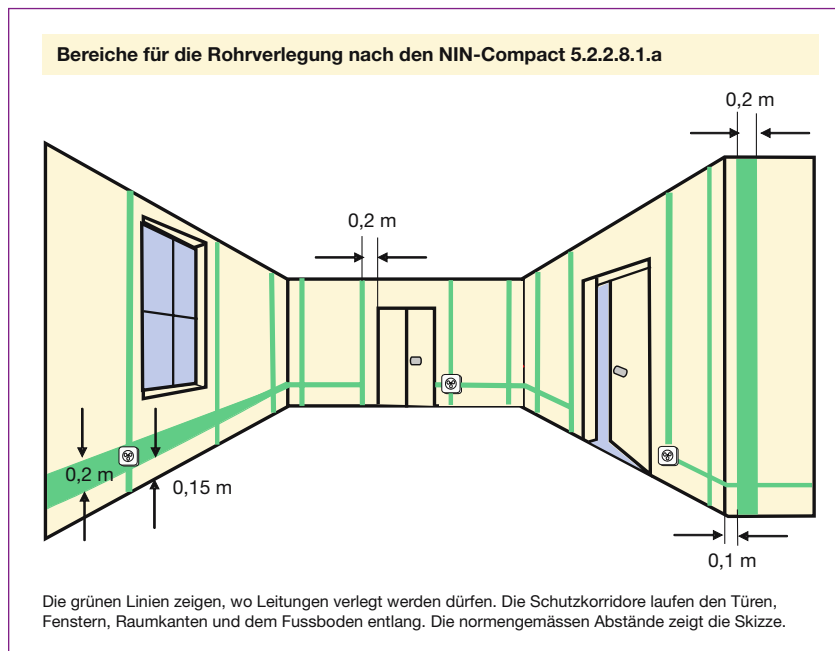 Bereiche für die Rohrverlegung nach den NIN-Compact 5.2.2.8.1.a
0,2 m
0,2 m
0,2 m
0,15 m
0,1 m
Die grünen Linien zeigen, wo Leitungen verlegt werden dürfen. Die Schutzkorridore laufen den Türen,
Fenstern, Raumkanten und dem Fussboden entlang. Die normengemässen Abstände zeigt die Skizze.